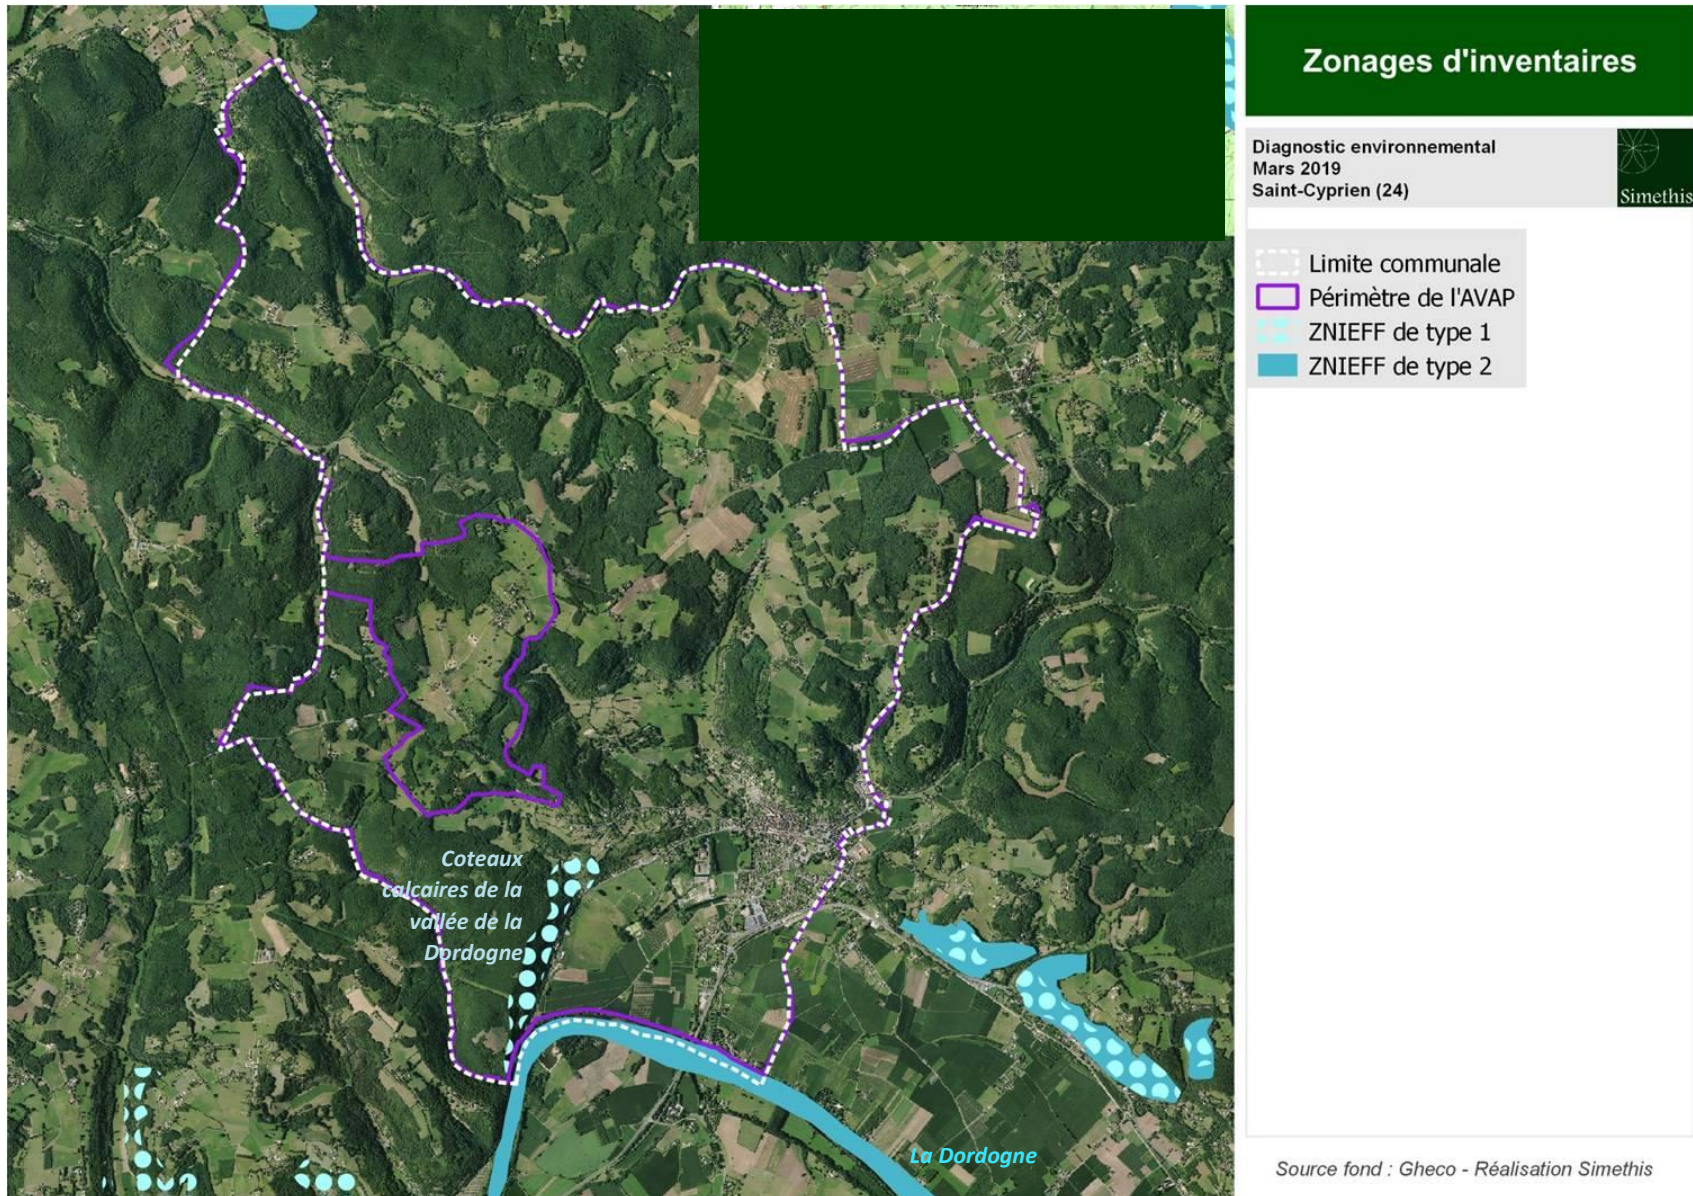 Zonages d'inventaires
Diagnostic environnemental
Mars 2019
Saint-Cyprien (24)
Simethis
Limite communale
Périmètre de l'AVAP
ZNIEFF de type 1
ZNIEFF de type 2
Coteaux
calcaires de la
vallée de la
Dordogne
La Dordogne
Source fond : Gheco - Réalisation Simethis